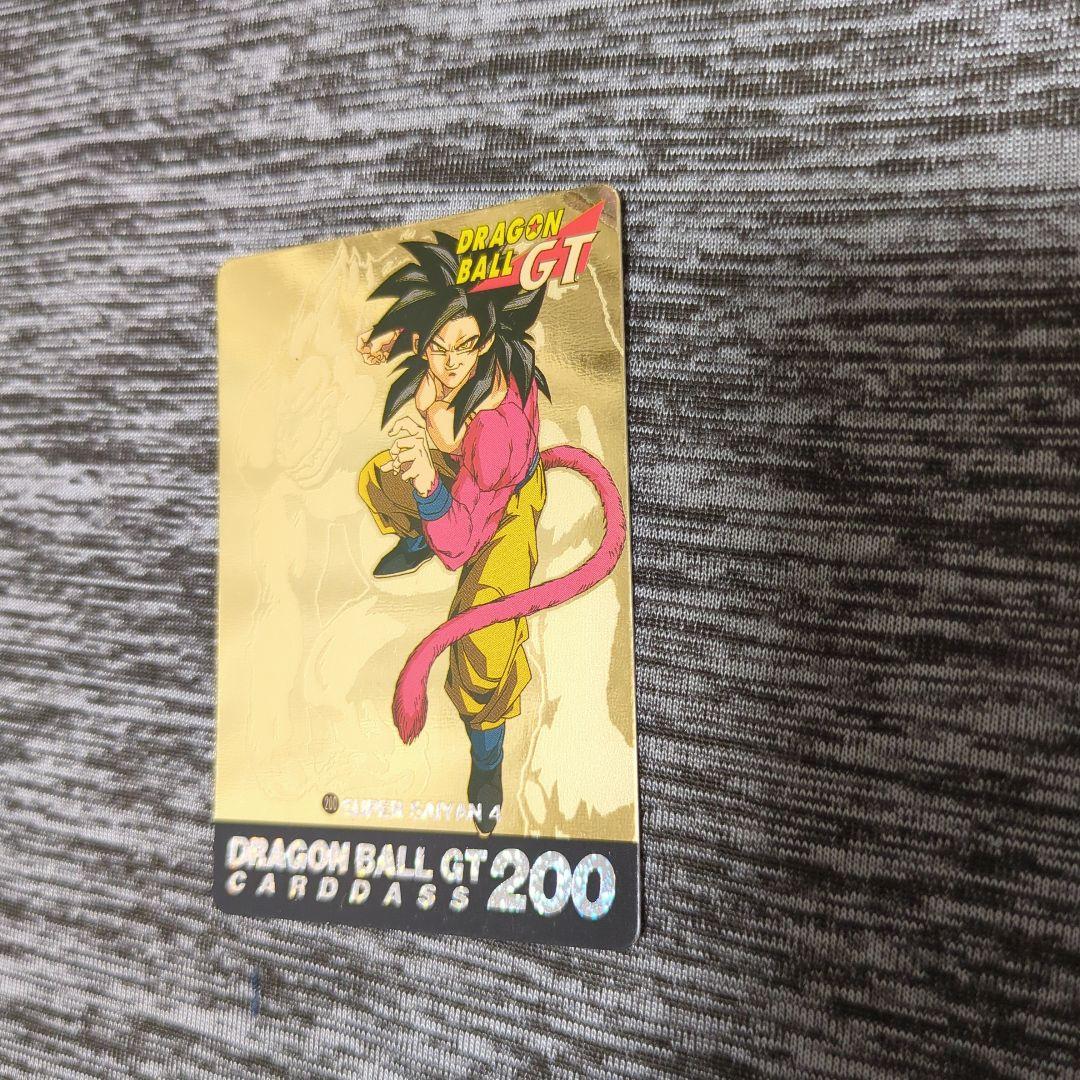 DRAGON
BALL GT
200 SUPER SAIYAN 4
DRAGON BALL GT
CARDDASS 200